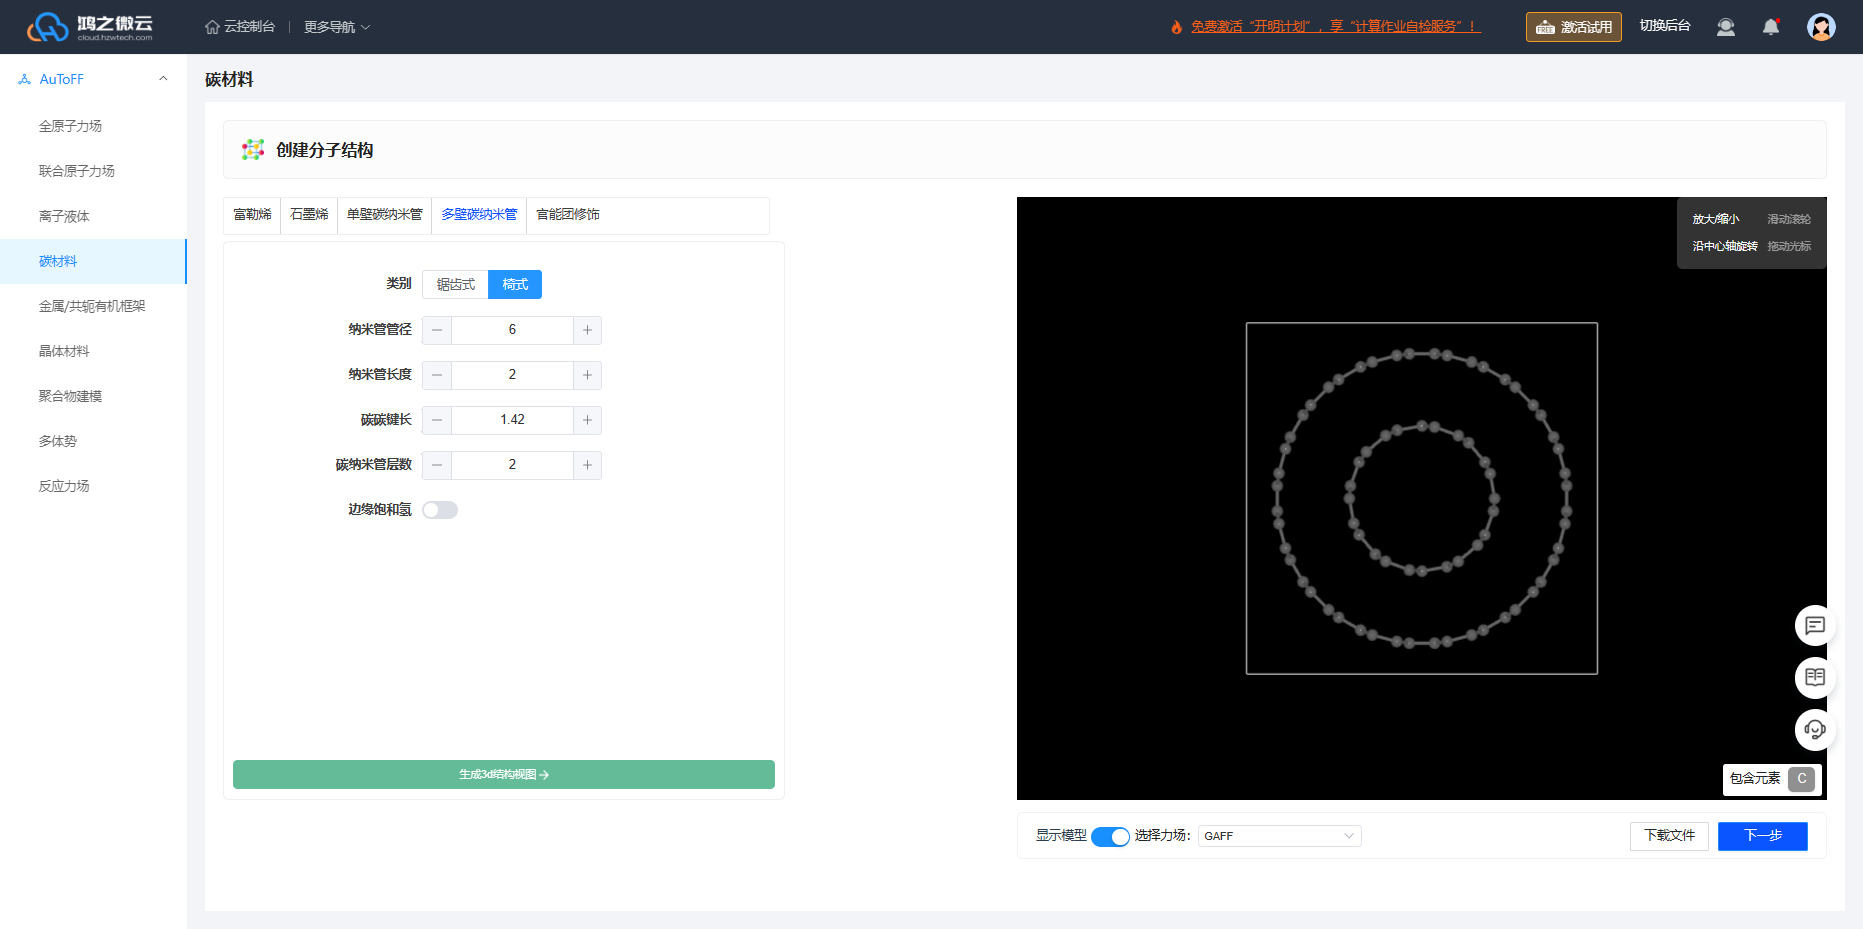 鸿之微云
cloud.hzwtech.com
云控制台
更多导航
免费激活“开明计划”，享“计算作业自检服务”！
FREE 激活试用
切换后台
AuToFF
全原子力场
联合原子力场
离子液体
碳材料
金属/共轭有机框架
晶体材料
聚合物建模
多体势
反应力场
碳材料
创建分子结构
富勒烯 石墨烯 单壁碳纳米管 多壁碳纳米管 官能团修饰
类别 锯齿式 椅式
纳米管管径 6
纳米管长度 2
碳碳键长 1.42
碳纳米管层数 2
边缘饱和氢
生成3d结构视图
放大/缩小 滑动滚轮
沿中心轴旋转 拖动光标
包含元素 C
显示模型 选择力场: GAFF
下载文件 下一步